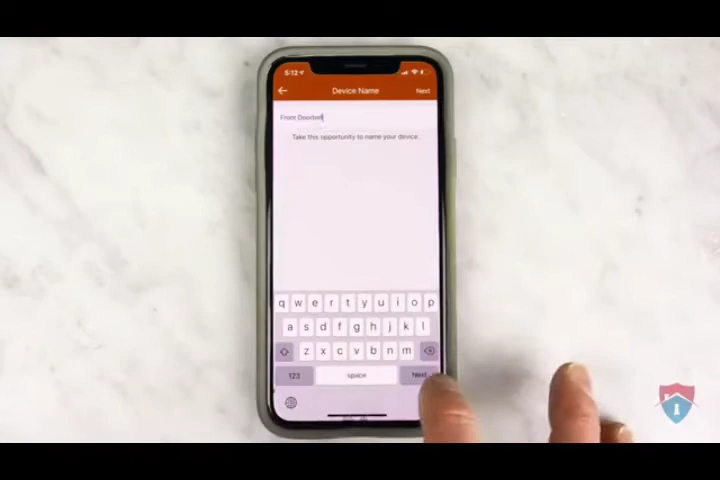 5:12
Device Name
Next
Front Doorbell
Take this opportunity to name your device.
q w e r t y u i o p
a s d f g h j k l
z x c v b n m
123 space Next